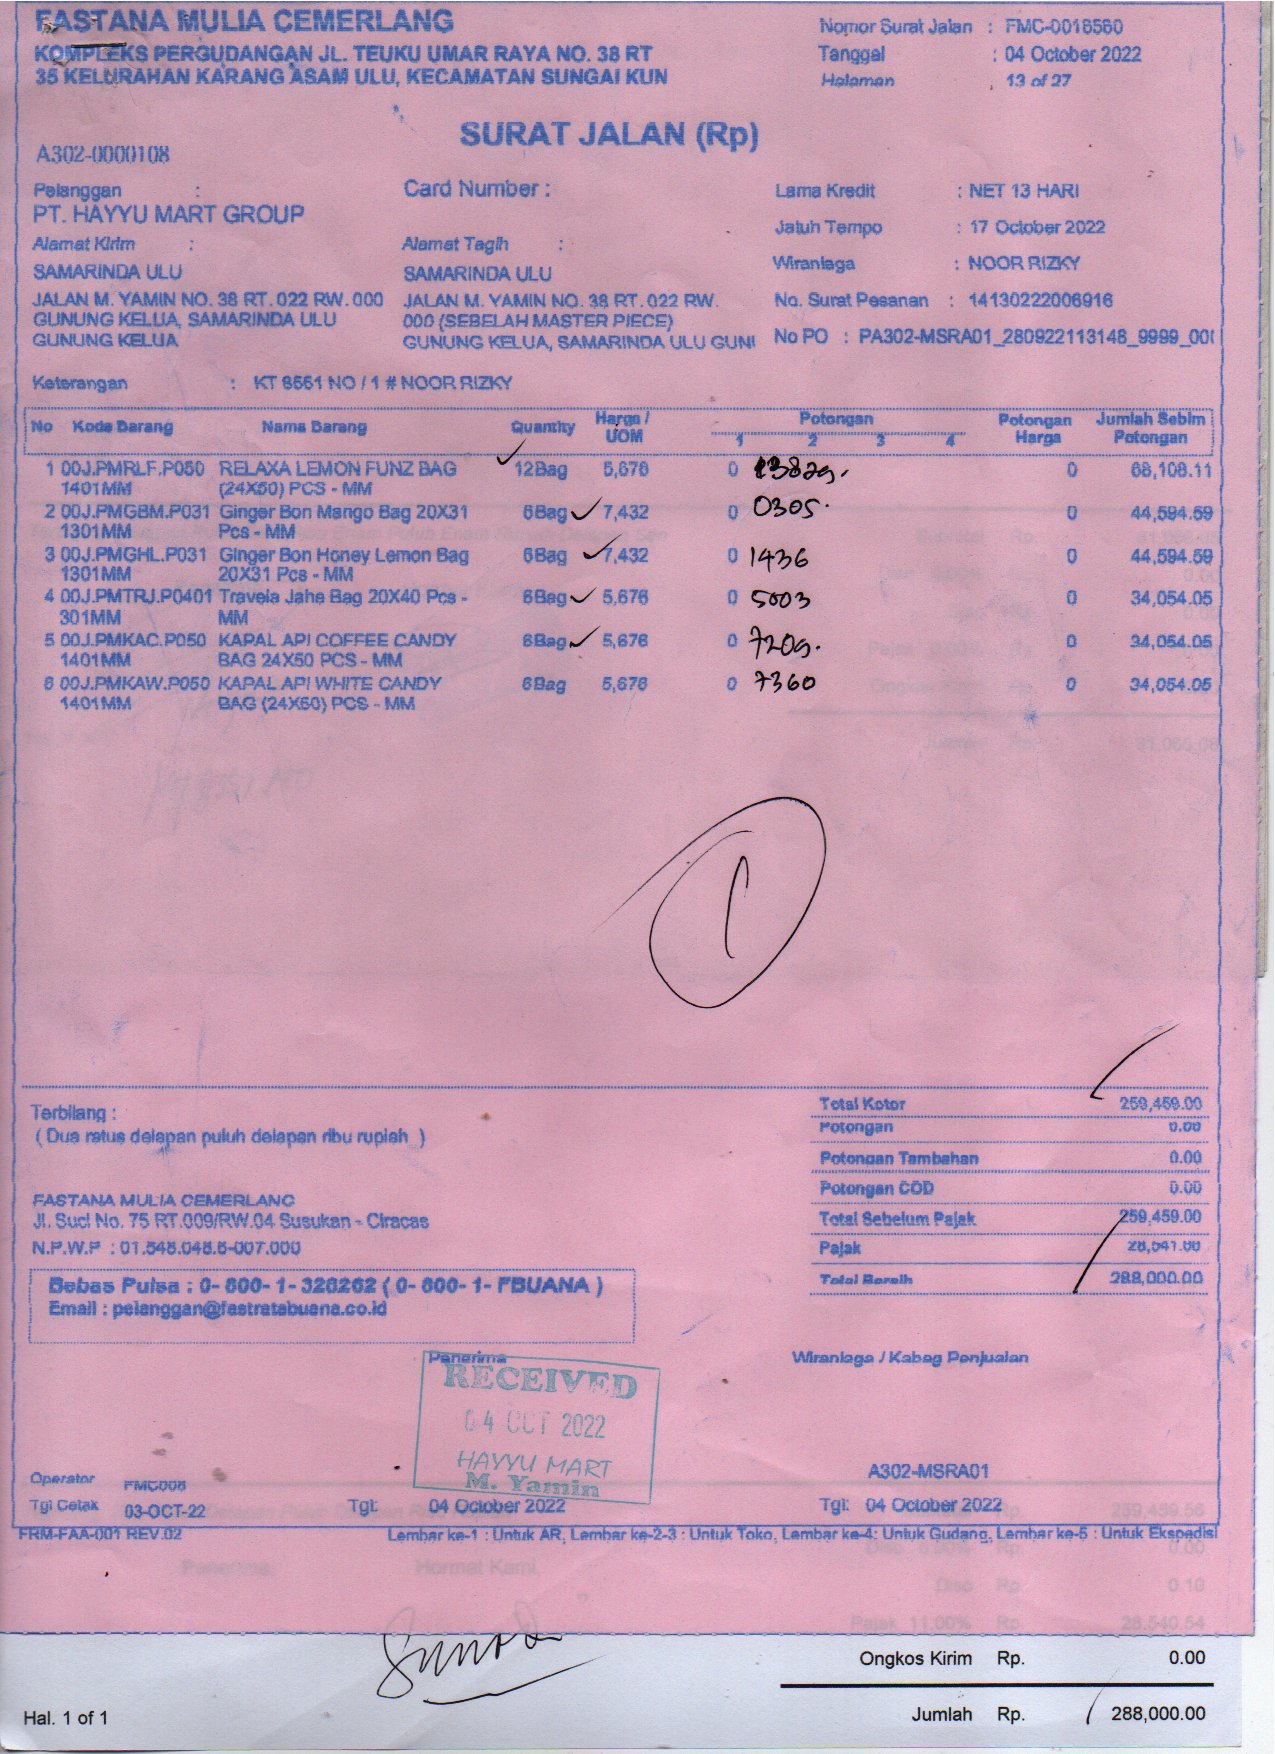 FASTANA MULIA CEMERLANG
KOMPLEKS PERGUDANGAN JL. TEUKU UMAR RAYA NO. 38 RT
35 KELURAHAN KARANG ASAM ULU, KECAMATAN SUNGAI KUN
Nomor Surat Jalan : FMC-0018560
Tanggal : 04 October 2022
Halaman : 13 of 27
SURAT JALAN (Rp)
A302-0000108
Pelanggan :
PT. HAYYU MART GROUP
Card Number :
Alamat Kirim :
SAMARINDA ULU
JALAN M. YAMIN NO. 38 RT. 022 RW. 000
GUNUNG KELUA, SAMARINDA ULU
GUNUNG KELUA
Alamat Tagih :
SAMARINDA ULU
JALAN M. YAMIN NO. 38 RT. 022 RW.
000 (SEBELAH MASTER PIECE)
GUNUNG KELUA, SAMARINDA ULU GUNI
Lama Kredit : NET 13 HARI
Jatuh Tempo : 17 October 2022
Wiraniaga : NOOR RIZKY
No. Surat Pesanan : 14130222006916
No PO : PA302-MSRA01_280922113148_9999_00(
Keterangan : KT 8561 NO / 1 # NOOR RIZKY
No Kode Barang Nama Barang Quantity Harga / UOM Potongan 1 2 3 4 Potongan Harga Jumlah Seblm Potongan
1 00J.PMRLF.P050 RELAXA LEMON FUNZ BAG 12Bag 5,676 0 0 68,108.11
1401MM (24X50) PCS - MM
2 00J.PMGBM.P031 Ginger Bon Mango Bag 20X31 6Bag 7,432 0 0305. 0 44,594.59
1301MM Pcs - MM
3 00J.PMGHL.P031 Ginger Bon Honey Lemon Bag 6Bag 7,432 0 1436 0 44,594.59
1301MM 20X31 Pcs - MM
4 00J.PMTRJ.P0401 Travela Jahe Bag 20X40 Pcs - 6Bag 5,676 0 5003 0 34,054.05
301MM MM
5 00J.PMKAC.P050 KAPAL API COFFEE CANDY 6Bag 5,676 0 7209. 0 34,054.05
1401MM BAG 24X50 PCS - MM
6 00J.PMKAW.P050 KAPAL API WHITE CANDY 6Bag 5,676 0 7360 0 34,054.05
1401MM BAG (24X50) PCS - MM
1
Terbilang :
( Dua ratus delapan puluh delapan ribu rupiah )
Total Kotor 259,459.00
Potongan 0.00
Potongan Tambahan 0.00
Potongan COD 0.00
Total Sebelum Pajak 259,459.00
Pajak 28,541.00
Total Bersih 288,000.00
FASTANA MULIA CEMERLANG
Jl. Suci No. 75 RT.009/RW.04 Susukan - Ciracas
N.P.W.P : 01.548.048.6-007.000
Bebas Pulsa : 0- 800- 1- 328262 ( 0- 800- 1- FBUANA )
Email : pelanggan@fastratabuana.co.id
Penerima
RECEIVED
04 OCT 2022
HAYYU MART
M. Yamin
Wiraniaga / Kabag Penjualan
A302-MSRA01
Operator FMC008
Tgl Cetak 03-OCT-22
Tgl: 04 October 2022
Tgl: 04 October 2022
FRM-FAA-001 REV.02
Lembar ke-1 : Untuk AR, Lembar ke-2-3 : Untuk Toko, Lembar ke-4: Untuk Gudang, Lembar ke-5 : Untuk Ekspedisi
Penerima, Hormat Kami,
Disc Rp. 0.10
Pajak 11.00% Rp. 28,540.54
Ongkos Kirim Rp. 0.00
Jumlah Rp. 288,000.00
Hal. 1 of 1